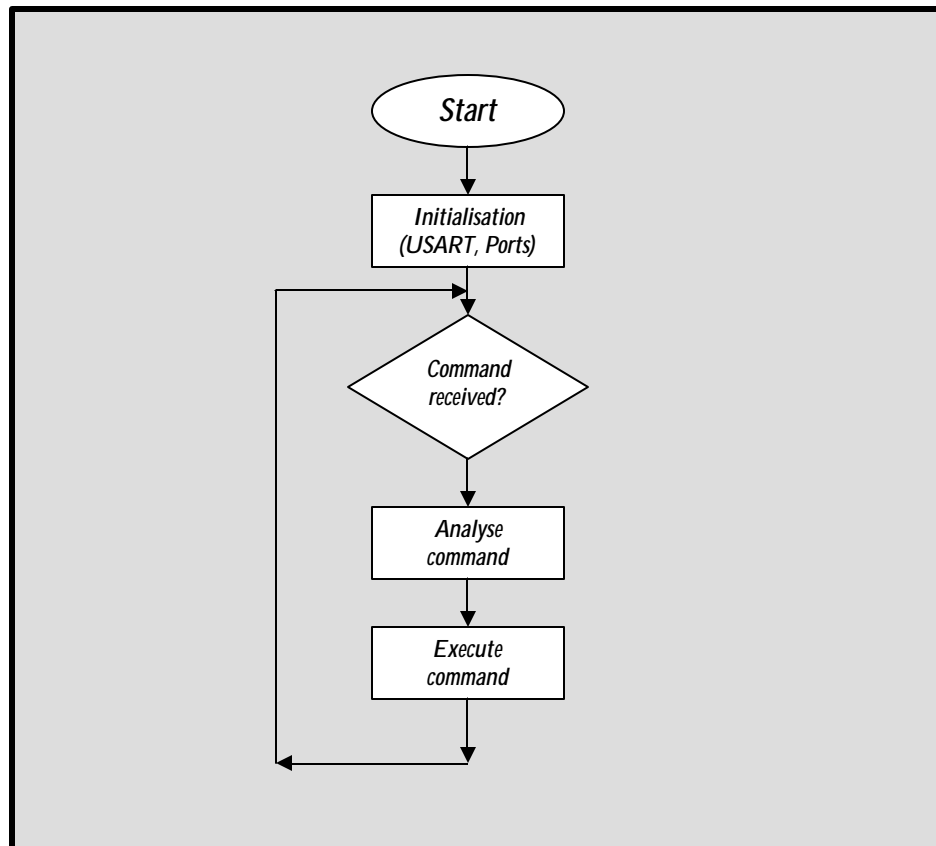 Start
Initialisation
(USART, Ports)
Command
received?
Analyse
command
Execute
command